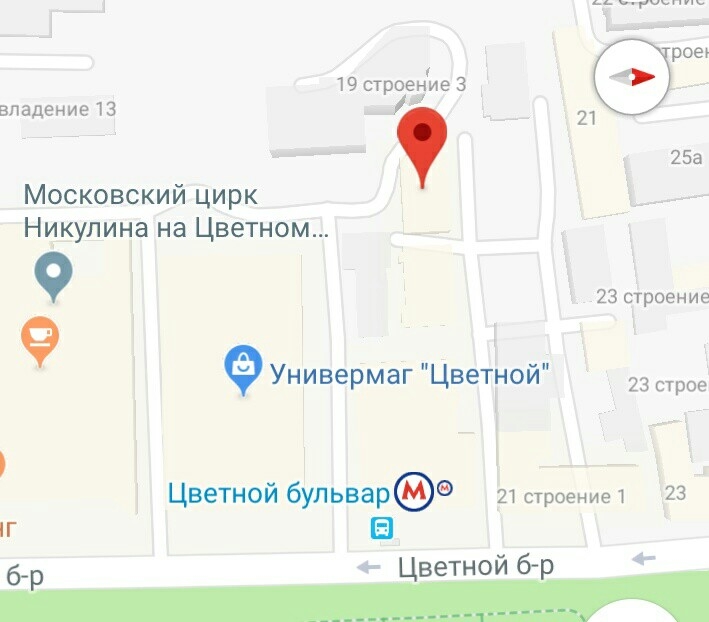 22 строение
строен
19 строение 3
владение 13
21
25а
Московский цирк
Никулина на Цветном...
23 строение
Универмаг "Цветной"
23 строе
Цветной бульвар М М
21 строение 1
23
нг
Цветной б-р
б-р